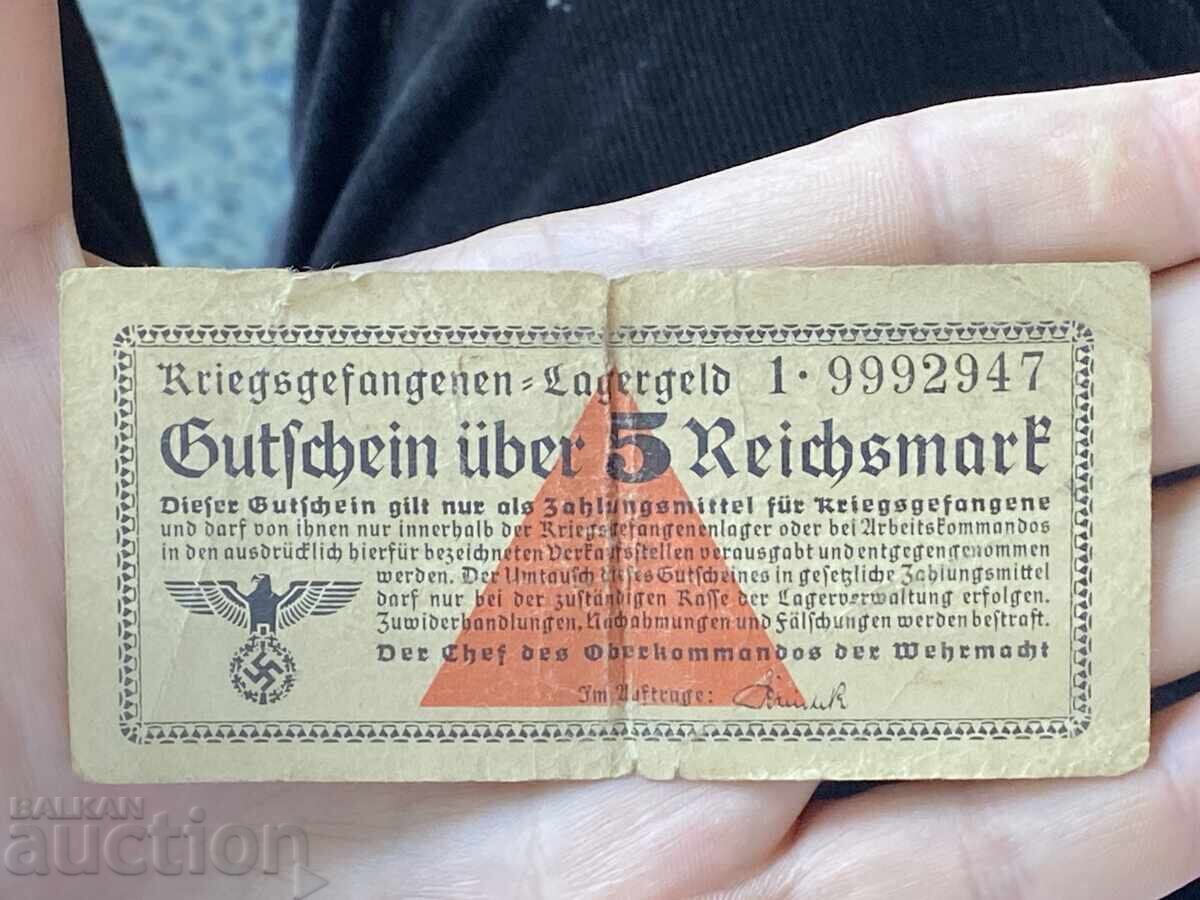 Kriegsgefangenen-Lagergeld 1·9992947
Gutschein über 5 Reichsmark
Dieser Gutschein gilt nur als Zahlungsmittel für Kriegsgefangene
und darf von ihnen nur innerhalb der Kriegsgefangenenlager oder bei Arbeitskommandos
in den ausdrücklich hierfür bezeichneten Verkaufsstellen verausgabt und entgegengenommen
werden. Der Umtausch dieses Gutscheines in gesetzliche Zahlungsmittel
darf nur bei der zuständigen Kasse der Lagerverwaltung erfolgen.
Zuwiderhandlungen, Nachahmungen und Fälschungen werden bestraft.
Der Chef des Oberkommandos der Wehrmacht
Im Auftrage:
BALKAN
auction